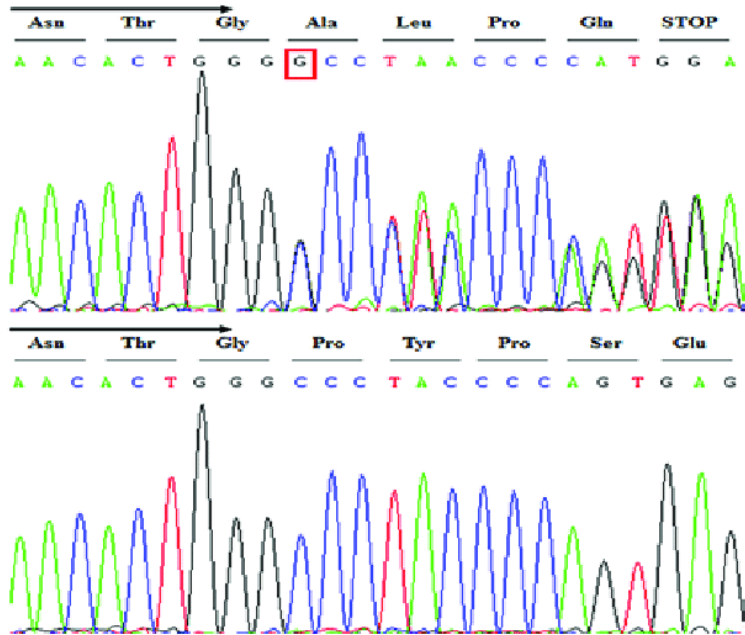 Asn Thr Gly Ala Leu Pro Gln STOP
A A C A C T G G G G C C T A A C C C C A T G G A
Asn Thr Gly Pro Tyr Pro Ser Glu
A A C A C T G G G C C C T A C C C C A G T G A G